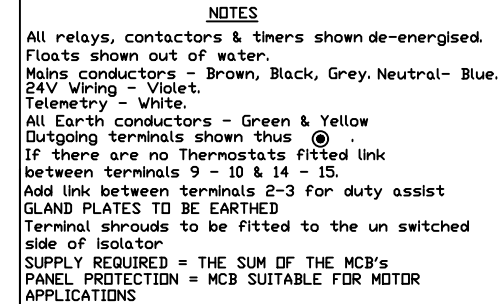 NOTES
All relays, contactors & timers shown de-energised.
Floats shown out of water.
Mains conductors - Brown, Black, Grey. Neutral- Blue.
24V Wiring - Violet.
Telemetry - White.
All Earth conductors - Green & Yellow
Outgoing terminals shown thus .
If there are no Thermostats fitted link
between terminals 9 - 10 & 14 - 15.
Add link between terminals 2-3 for duty assist
GLAND PLATES TO BE EARTHED
Terminal shrouds to be fitted to the un switched
side of isolator
SUPPLY REQUIRED = THE SUM OF THE MCB's
PANEL PROTECTION = MCB SUITABLE FOR MOTOR
APPLICATIONS